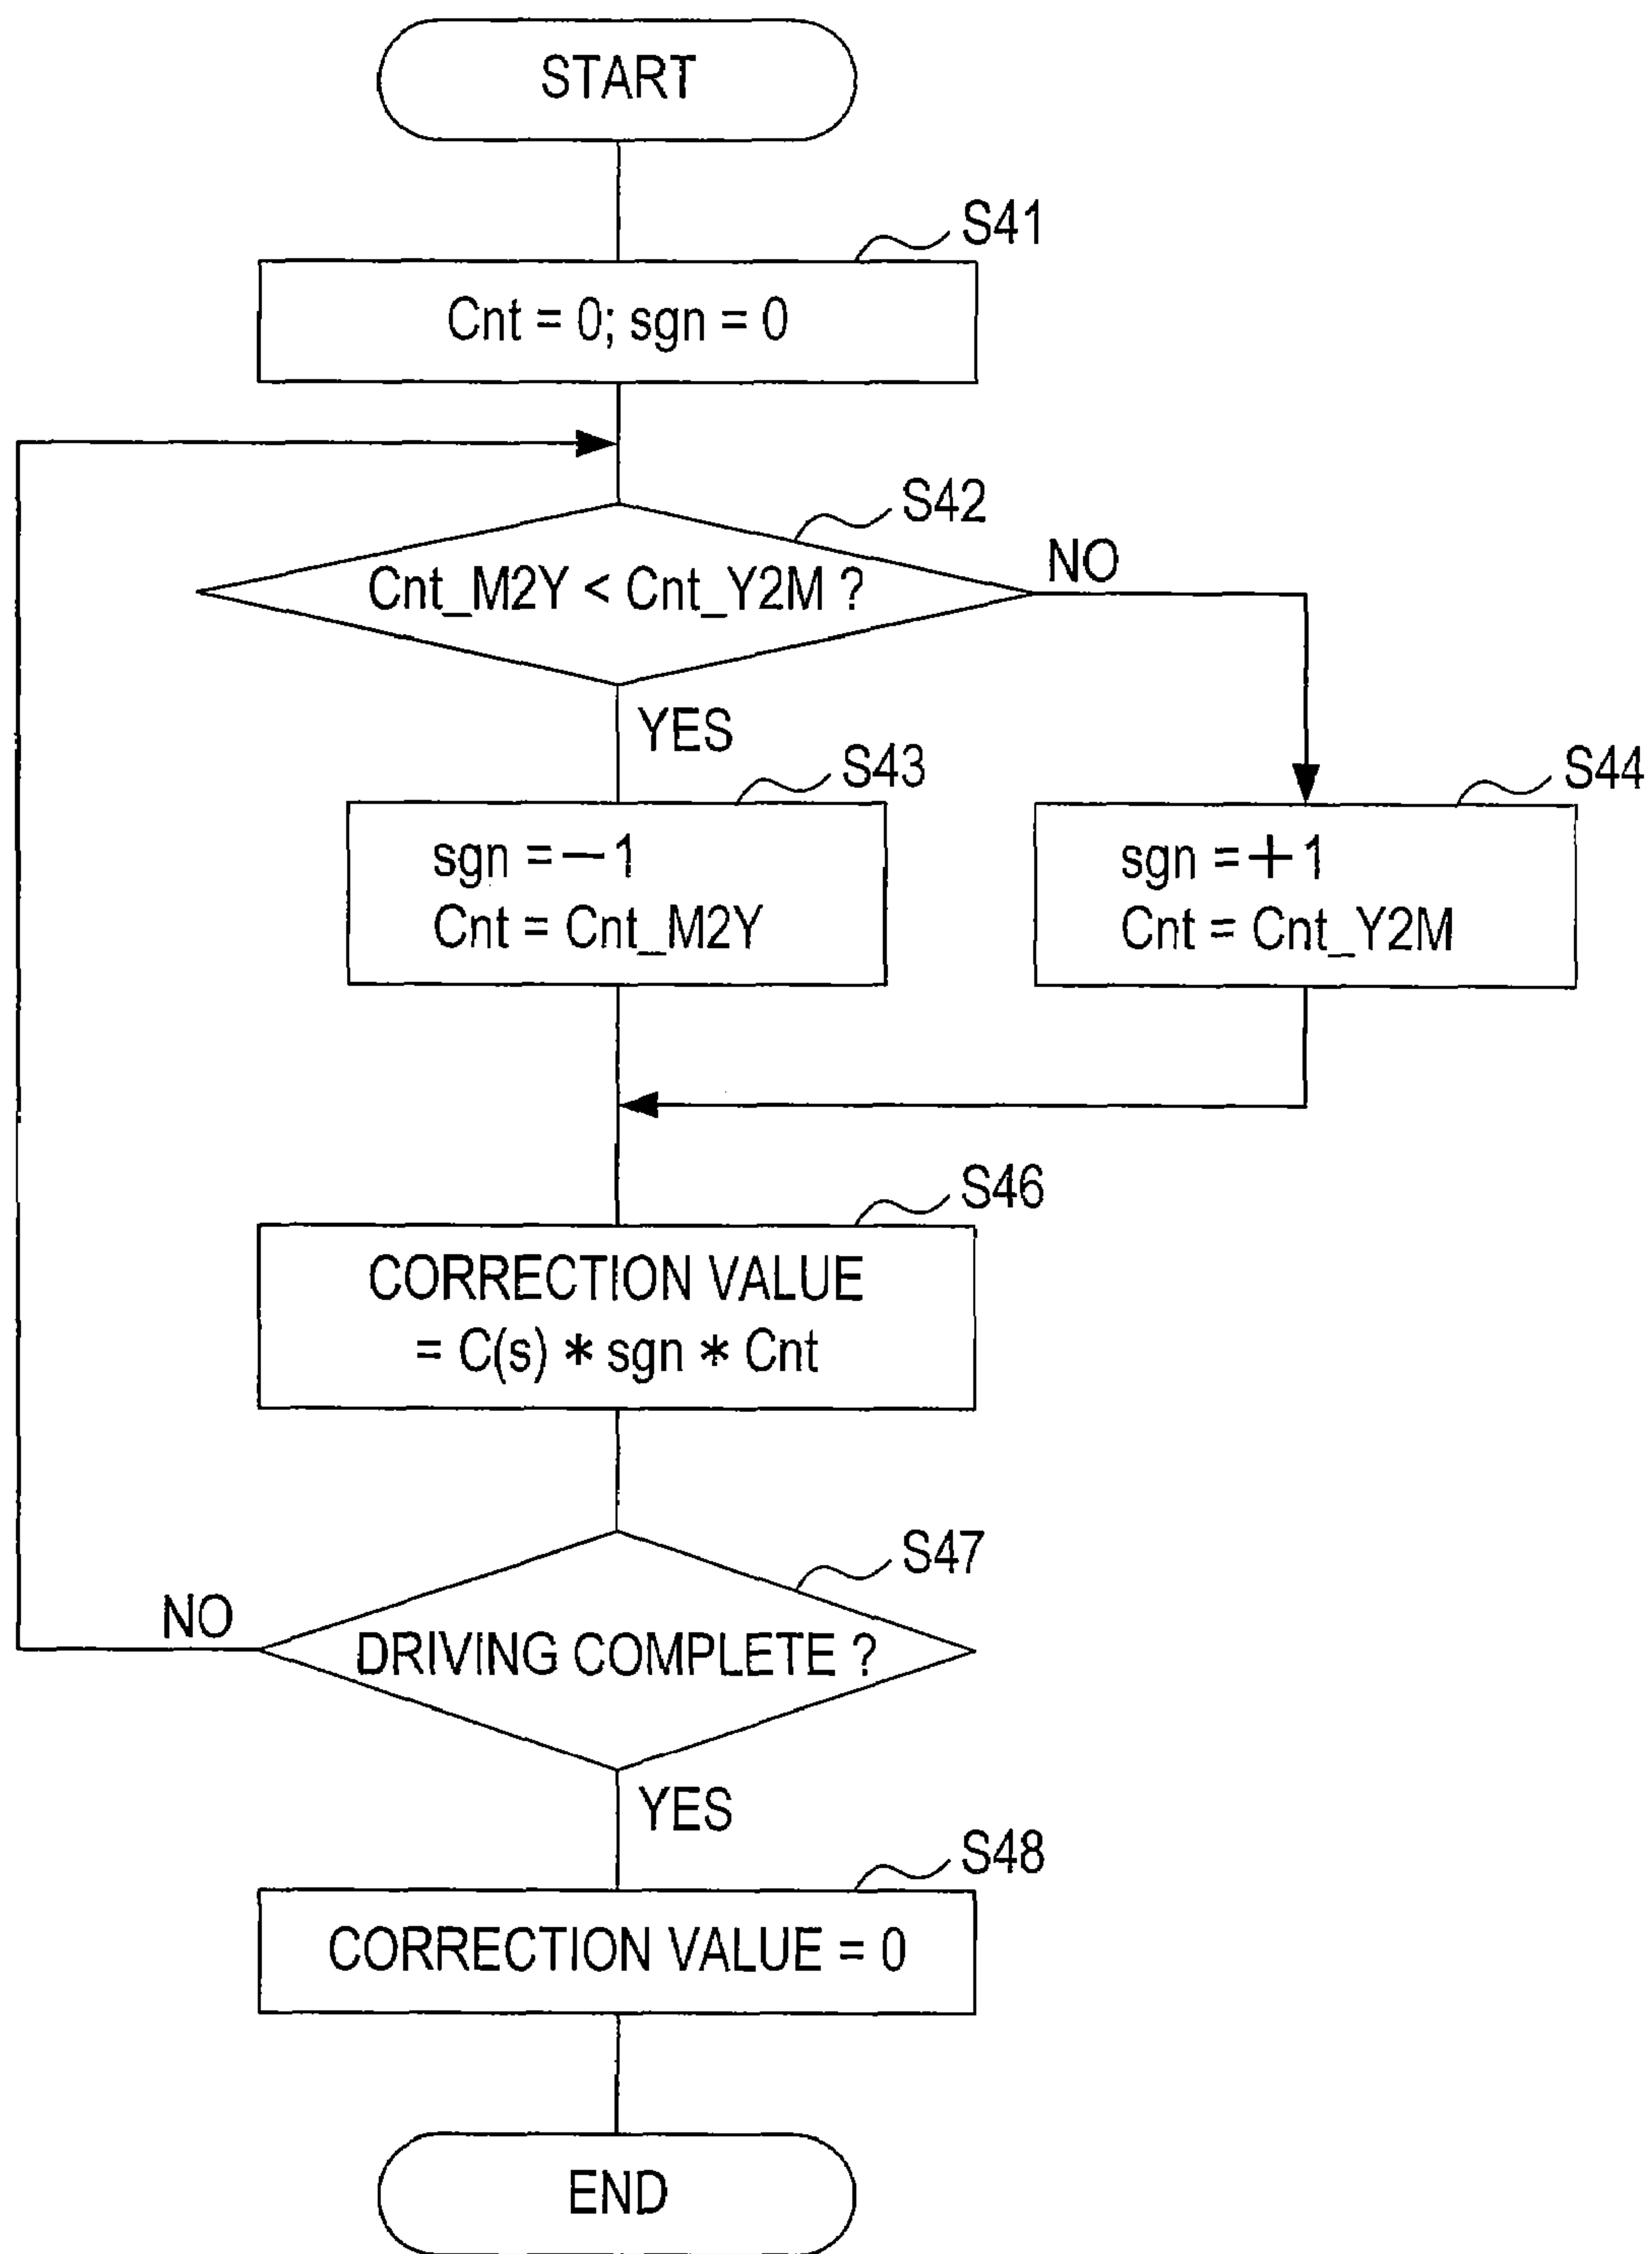 START
S41
Cnt = 0; sgn = 0
S42
Cnt_M2Y < Cnt_Y2M ?
NO
YES
S43
sgn = −1
Cnt = Cnt_M2Y
S44
sgn = +1
Cnt = Cnt_Y2M
S46
CORRECTION VALUE
= C(s) * sgn * Cnt
S47
NO
DRIVING COMPLETE ?
YES
S48
CORRECTION VALUE = 0
END